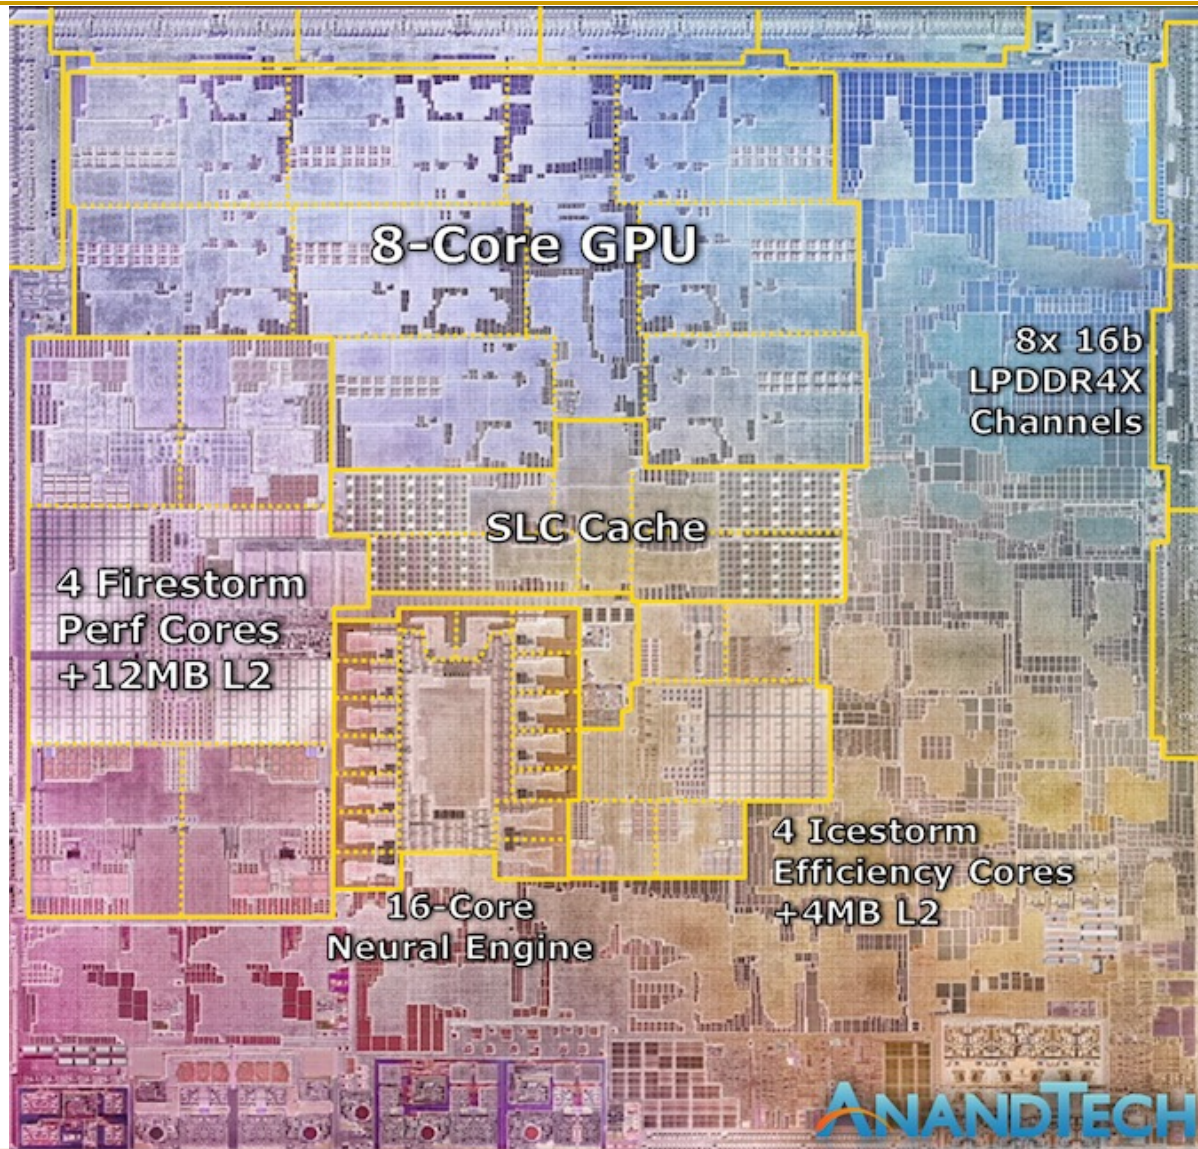 8-Core GPU
8x 16b
LPDDR4X
Channels
SLC Cache
4 Firestorm
Perf Cores
+12MB L2
4 Icestorm
Efficiency Cores
+4MB L2
16-Core
Neural Engine
ANANDTECH